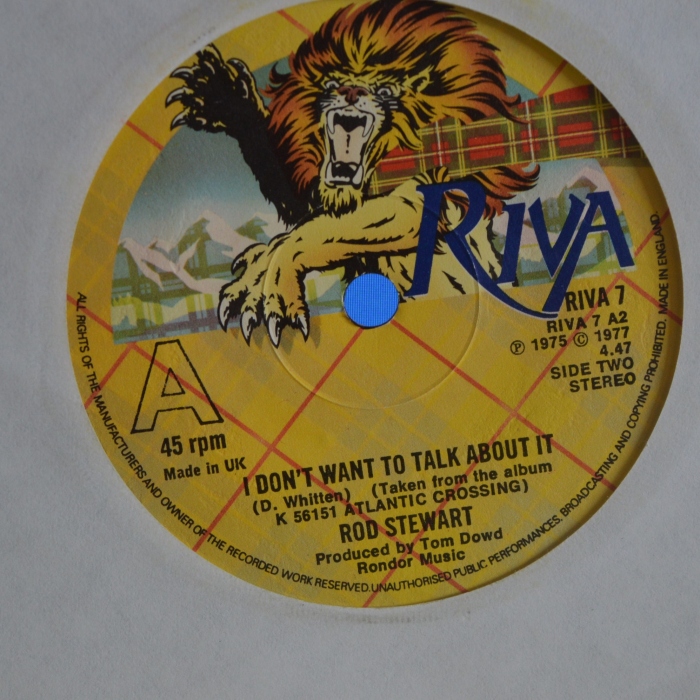 RIVA
RIVA 7
RIVA 7 A2
℗ 1975 © 1977
4.47
SIDE TWO
STEREO
A
45 rpm
Made in UK
I DON'T WANT TO TALK ABOUT IT
(D. Whitten) (Taken from the album
K 56151 ATLANTIC CROSSING)
ROD STEWART
Produced by Tom Dowd
Rondor Music
ALL RIGHTS OF THE MANUFACTURERS AND OWNER OF THE RECORDED WORK RESERVED. UNAUTHORISED PUBLIC PERFORMANCES, BROADCASTING AND COPYING PROHIBITED. MADE IN ENGLAND